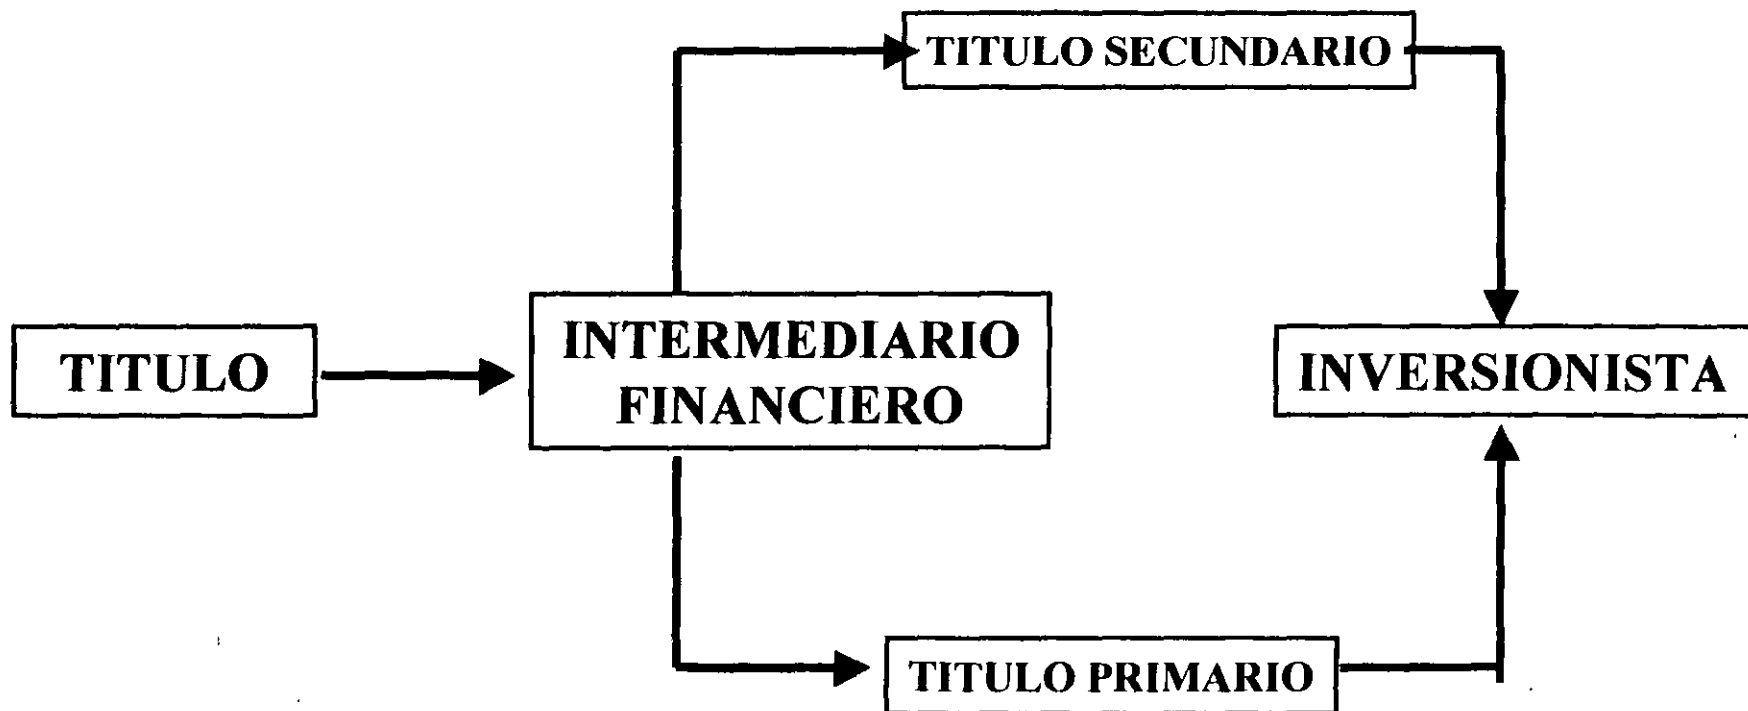 TITULO SECUNDARIO
TITULO
INTERMEDIARIO
FINANCIERO
INVERSIONISTA
TITULO PRIMARIO